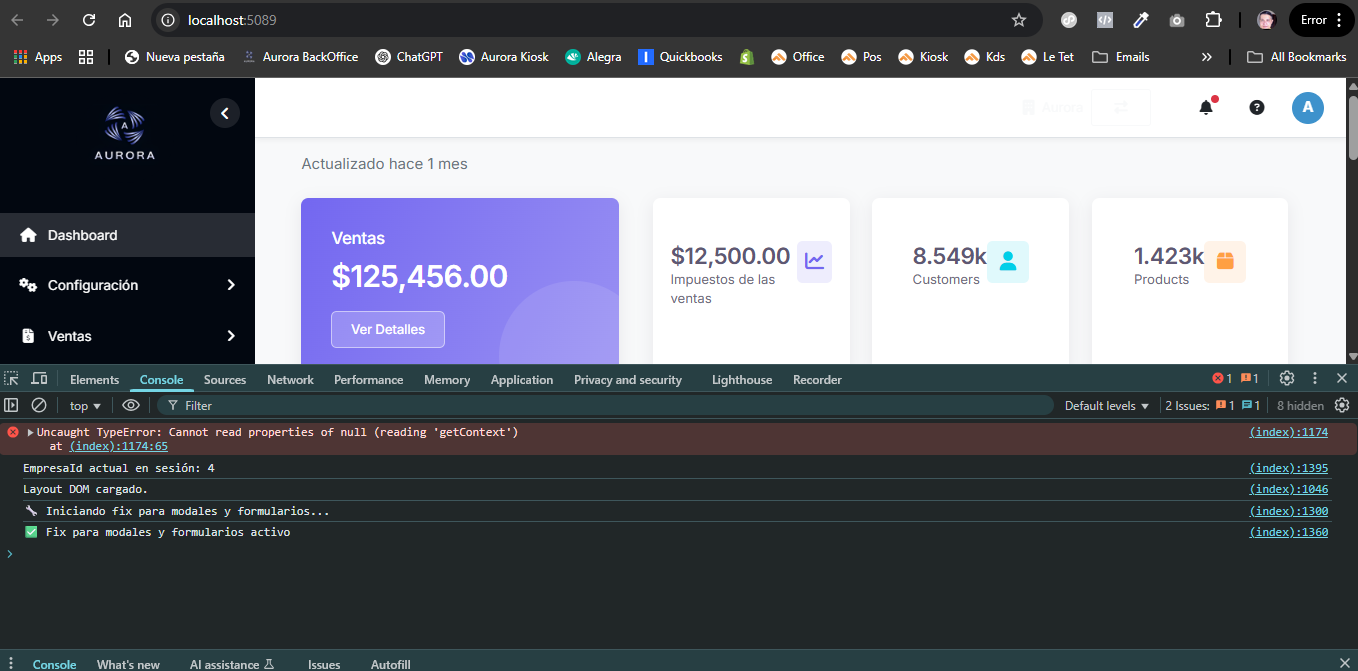 localhost:5089
Error
Apps
Nueva pestaña
Aurora BackOffice
ChatGPT
Aurora Kiosk
Alegra
Quickbooks
Office
Pos
Kiosk
Kds
Le Tet
Emails
»
All Bookmarks
A
AURORA
Aurora
?
A
Actualizado hace 1 mes
Dashboard
Configuración
Ventas
Ventas
$125,456.00
Ver Detalles
$12,500.00
Impuestos de las
ventas
8.549k
Customers
1.423k
Products
Elements
Console
Sources
Network
Performance
Memory
Application
Privacy and security
Lighthouse
Recorder
1
1
top
Filter
Default levels
2 Issues:
1
1
8 hidden
Uncaught TypeError: Cannot read properties of null (reading 'getContext')
(index):1174
at (index):1174:65
EmpresaId actual en sesión: 4
(index):1395
Layout DOM cargado.
(index):1046
🔧 Iniciando fix para modales y formularios...
(index):1300
✅ Fix para modales y formularios activo
(index):1360
Console
What's new
AI assistance
Issues
Autofill